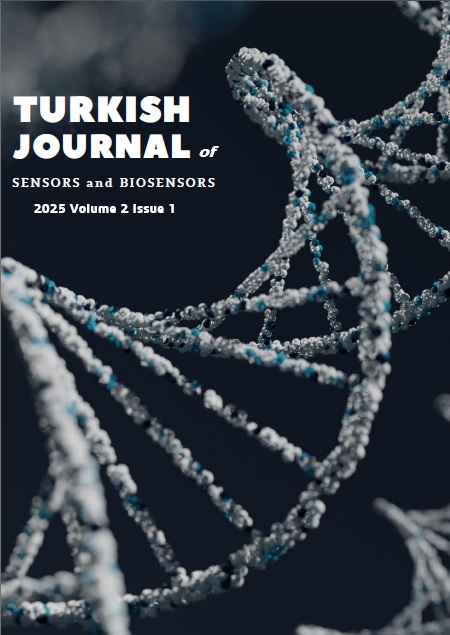 TURKISH
JOURNAL of
SENSORS and BIOSENSORS
2025 Volume 2 Issue 1